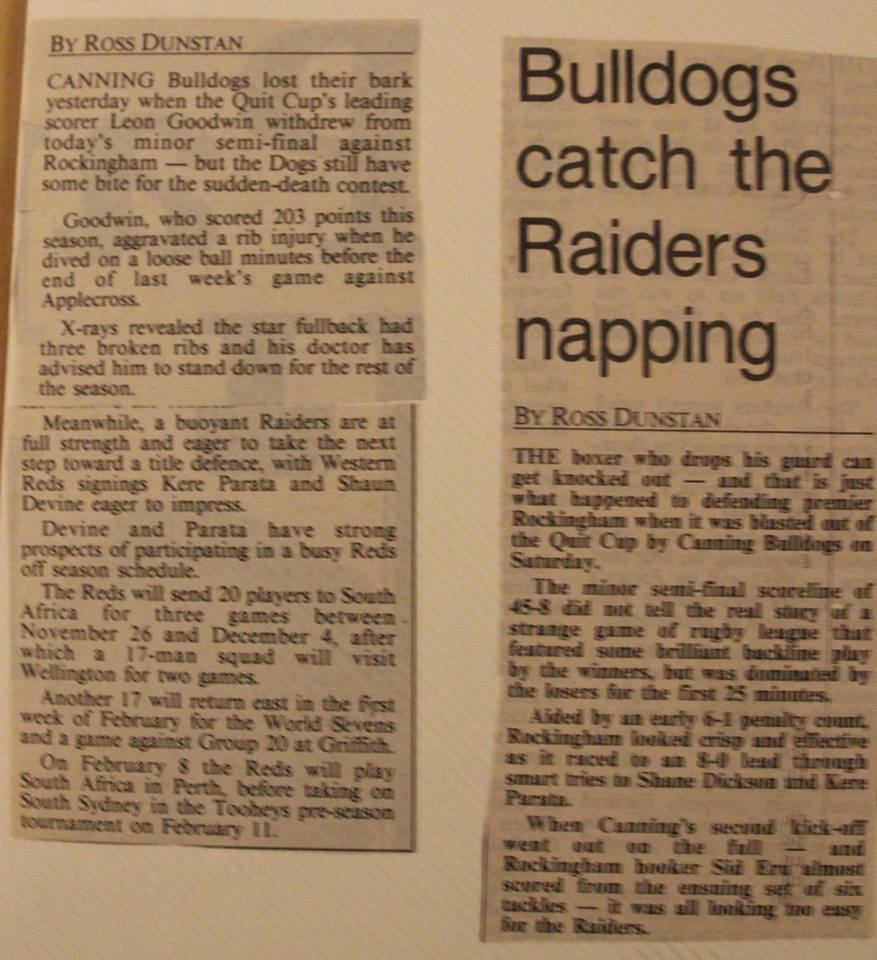 BY ROSS DUNSTAN
CANNING Bulldogs lost their bark
yesterday when the Quit Cup's leading
scorer Leon Goodwin withdrew from
today's minor semi-final against
Rockingham — but the Dogs still have
some bite for the sudden-death contest.
Goodwin, who scored 203 points this
season, aggravated a rib injury when he
dived on a loose ball minutes before the
end of last week's game against
Applecross.
X-rays revealed the star fullback had
three broken ribs and his doctor has
advised him to stand down for the rest of
the season.
Meanwhile, a buoyant Raiders are at
full strength and eager to take the next
step toward a title defence, with Western
Reds signings Kere Parata and Shaun
Devine eager to impress.
Devine and Parata have strong
prospects of participating in a busy Reds
off season schedule.
The Reds will send 20 players to South
Africa for three games between
November 26 and December 4, after
which a 17-man squad will visit
Wellington for two games.
Another 17 will return east in the first
week of February for the World Sevens
and a game against Group 20 at Griffith.
On February 8 the Reds will play
South Africa in Perth, before taking on
South Sydney in the Tooheys pre-season
tournament on February 11.
Bulldogs
catch the
Raiders
napping
BY ROSS DUNSTAN
THE boxer who drops his guard can
get knocked out — and that is just
what happened to defending premier
Rockingham when it was blasted out of
the Quit Cup by Canning Bulldogs on
Saturday.
The minor semi-final scoreline of
45-8 did not tell the real story of a
strange game of rugby league that
featured some brilliant backline play
by the winners, but was dominated by
the losers for the first 25 minutes.
Aided by an early 6-1 penalty count,
Rockingham looked crisp and effective
as it raced to an 8-0 lead through
smart tries to Shane Dickson and Kere
Parata.
When Canning's second kick-off
went out on the full — and
Rockingham hooker Sid Eru almost
scored from the ensuing set of six
tackles — it was all looking too easy
for the Raiders.